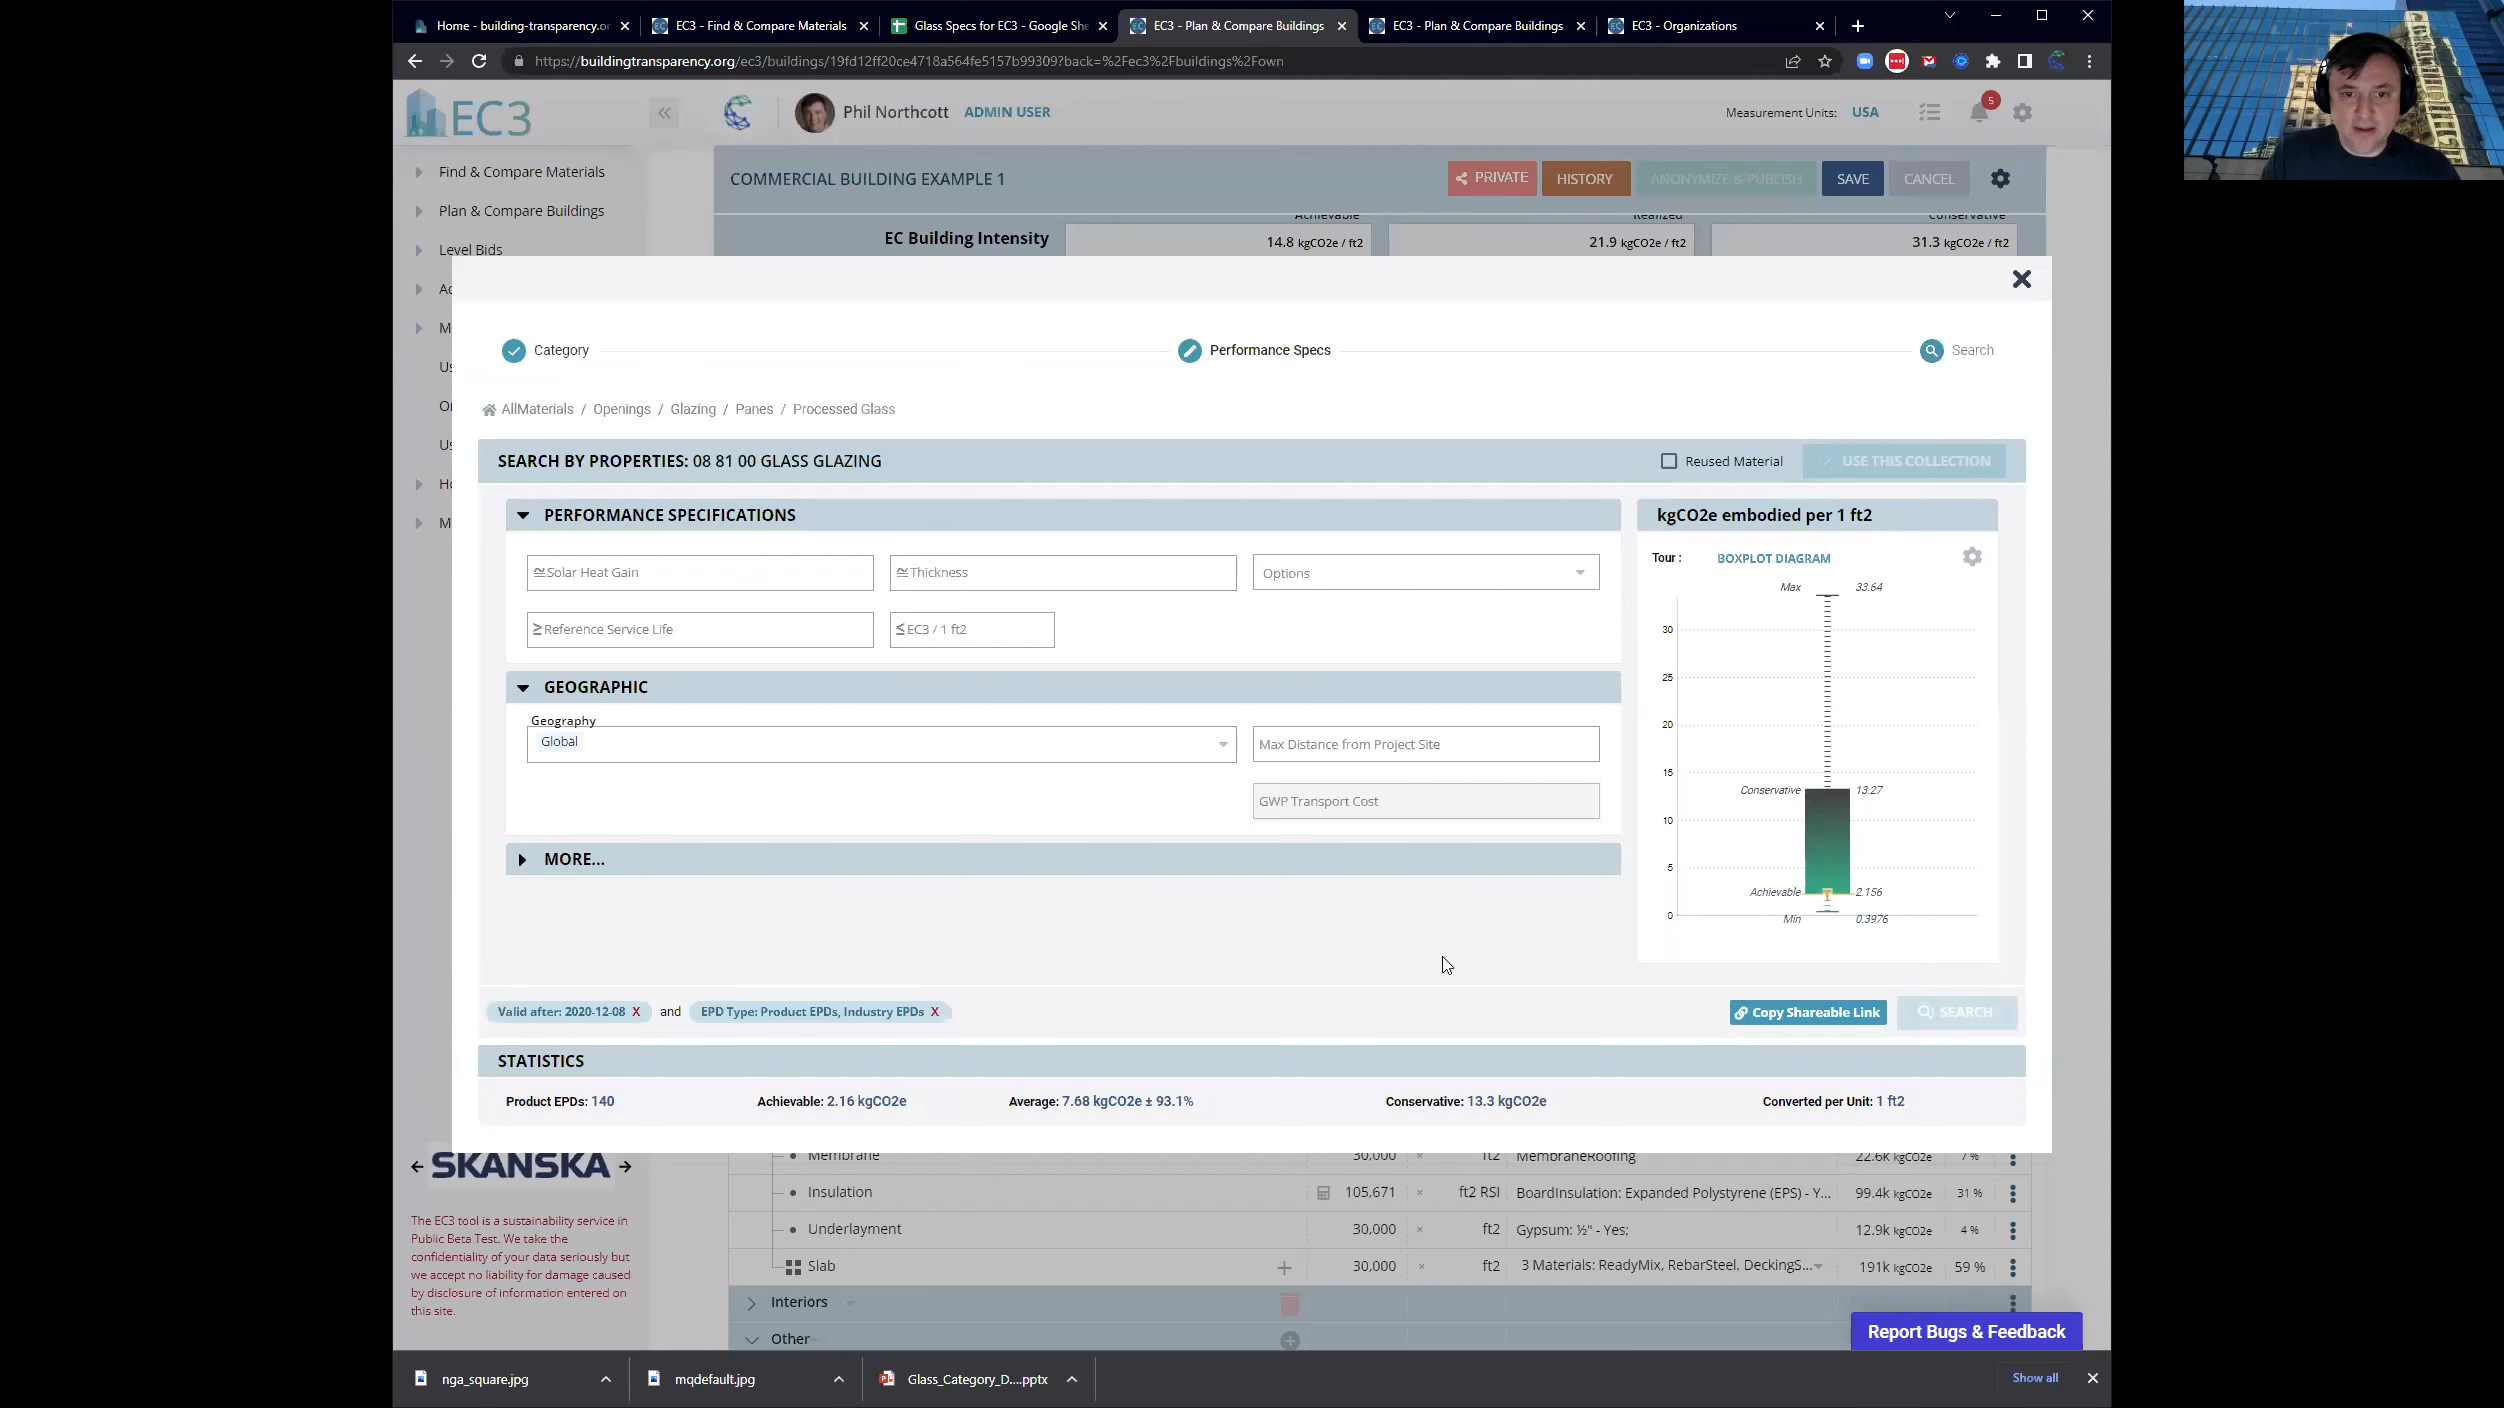 Home - building-transparency.or
EC3 - Find & Compare Materials
Glass Specs for EC3 - Google She
EC3 - Plan & Compare Buildings
EC3 - Plan & Compare Buildings
EC3 - Organizations
https://buildingtransparency.org/ec3/buildings/19fd12ff20ce4718a564fe5157b99309?back=%2Fec3%2Fbuildings%2Fown
EC3
Phil Northcott ADMIN USER
Measurement Units: USA
5
Find & Compare Materials
Plan & Compare Buildings
Level Bids
Ac
M
Us
Or
Us
Ho
M
COMMERCIAL BUILDING EXAMPLE 1
PRIVATE
HISTORY
ANONYMIZE & PUBLISH
SAVE
CANCEL
Achievable
Realized
Conservative
EC Building Intensity
14.8 kgCO2e / ft2
21.9 kgCO2e / ft2
31.3 kgCO2e / ft2
Category
Performance Specs
Search
AllMaterials / Openings / Glazing / Panes / Processed Glass
SEARCH BY PROPERTIES: 08 81 00 GLASS GLAZING
Reused Material
USE THIS COLLECTION
PERFORMANCE SPECIFICATIONS
≅ Solar Heat Gain
≅ Thickness
Options
≥ Reference Service Life
≤ EC3 / 1 ft2
GEOGRAPHIC
Geography
Global
Max Distance from Project Site
GWP Transport Cost
MORE...
kgCO2e embodied per 1 ft2
Tour :
BOXPLOT DIAGRAM
Max 33.64
30
25
20
15
Conservative 13.27
10
5
Achievable 2.156
0
Min 0.3976
Valid after: 2020-12-08 X and EPD Type: Product EPDs, Industry EPDs X
Copy Shareable Link
SEARCH
STATISTICS
Product EPDs: 140
Achievable: 2.16 kgCO2e
Average: 7.68 kgCO2e ± 93.1%
Conservative: 13.3 kgCO2e
Converted per Unit: 1 ft2
SKANSKA
The EC3 tool is a sustainability service in
Public Beta Test. We take the
confidentiality of your data seriously but
we accept no liability for damage caused
by disclosure of information entered on
this site.
Membrane 30,000 × ft2 MembraneRoofing 22.6k kgCO2e 7 %
Insulation 105,671 × ft2 RSI BoardInsulation: Expanded Polystyrene (EPS) - Y... 99.4k kgCO2e 31 %
Underlayment 30,000 × ft2 Gypsum: ½" - Yes; 12.9k kgCO2e 4 %
Slab 30,000 × ft2 3 Materials: ReadyMix, RebarSteel, DeckingS... 191k kgCO2e 59 %
Interiors
Other
Report Bugs & Feedback
nga_square.jpg
mqdefault.jpg
Glass_Category_D....pptx
Show all